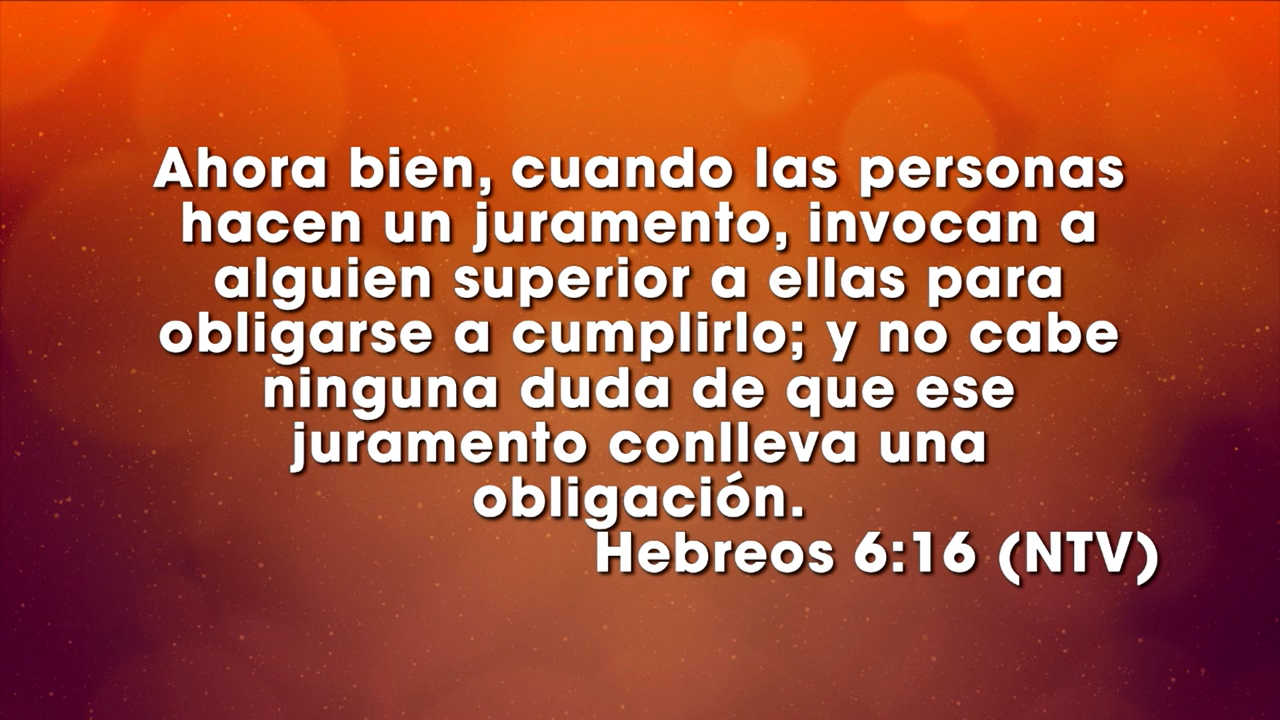 Ahora bien, cuando las personas
hacen un juramento, invocan a
alguien superior a ellas para
obligarse a cumplirlo; y no cabe
ninguna duda de que ese
juramento conlleva una
obligación.
Hebreos 6:16 (NTV)